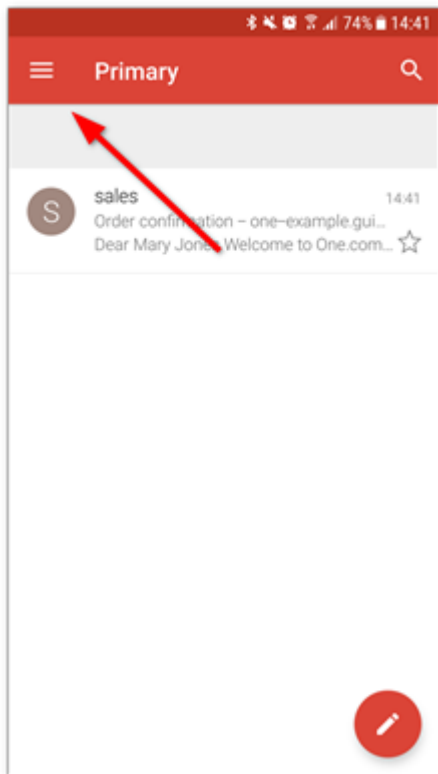 74% 14:41
Primary
S
sales 14:41
Order confirmation – one–example.gui...
Dear Mary Jones Welcome to One.com...